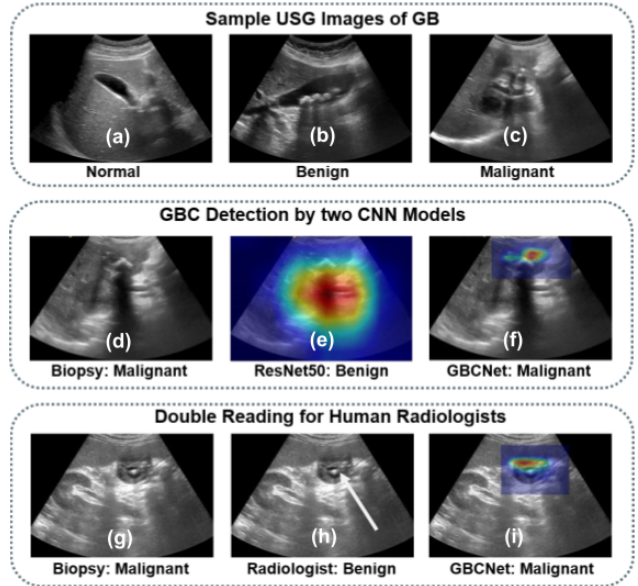 Sample USG Images of GB
(a) (b) (c)
Normal Benign Malignant
GBC Detection by two CNN Models
(d) (e) (f)
Biopsy: Malignant ResNet50: Benign GBCNet: Malignant
Double Reading for Human Radiologists
(g) (h) (i)
Biopsy: Malignant Radiologist: Benign GBCNet: Malignant